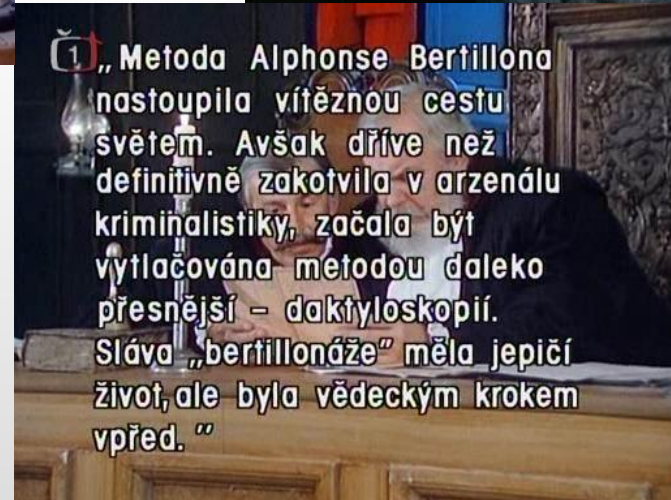 1
„Metoda Alphonse Bertillona
nastoupila vítěznou cestu
světem. Avšak dříve než
definitivně zakotvila v arzenálu
kriminalistiky, začala být
vytlačována metodou daleko
přesnější – daktyloskopií.
Sláva „bertillonáže” měla jepičí
život, ale byla vědeckým krokem
vpřed. ”